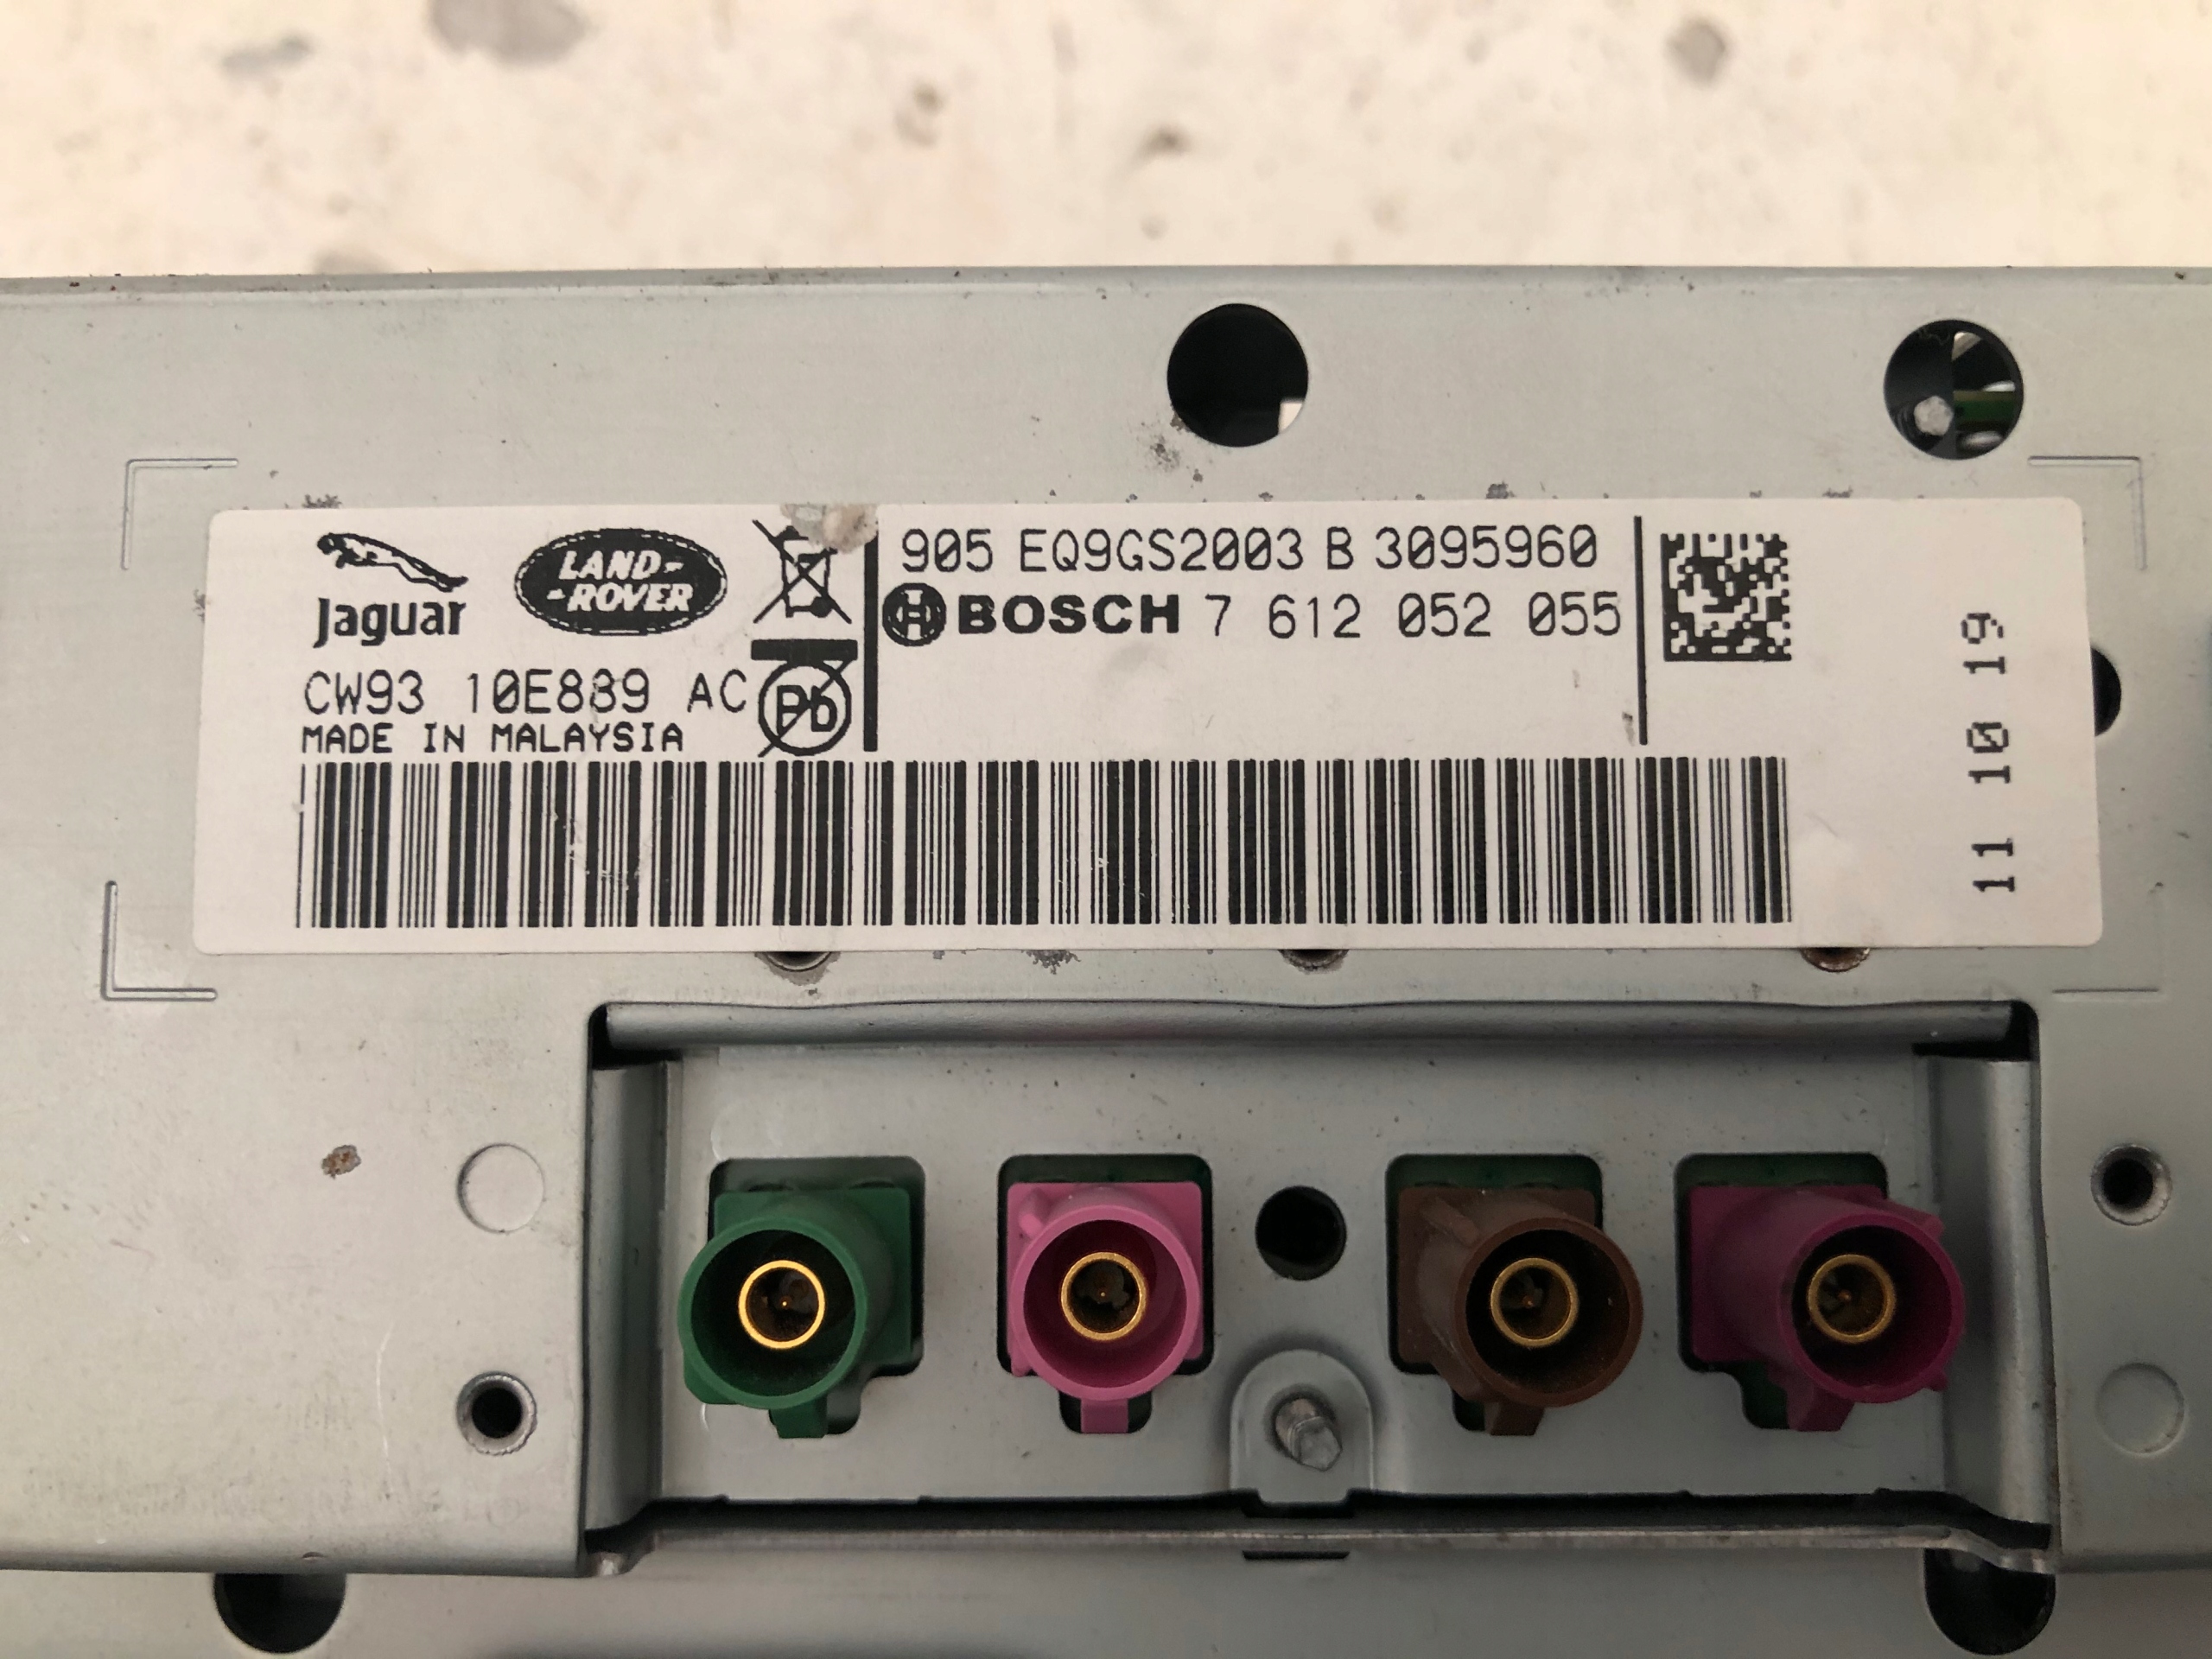 Jaguar
LAND-
-ROVER
CW93 10E889 AC
MADE IN MALAYSIA
Pb
905 EQ9GS2003 B 3095960
BOSCH 7 612 052 055
11 10 19